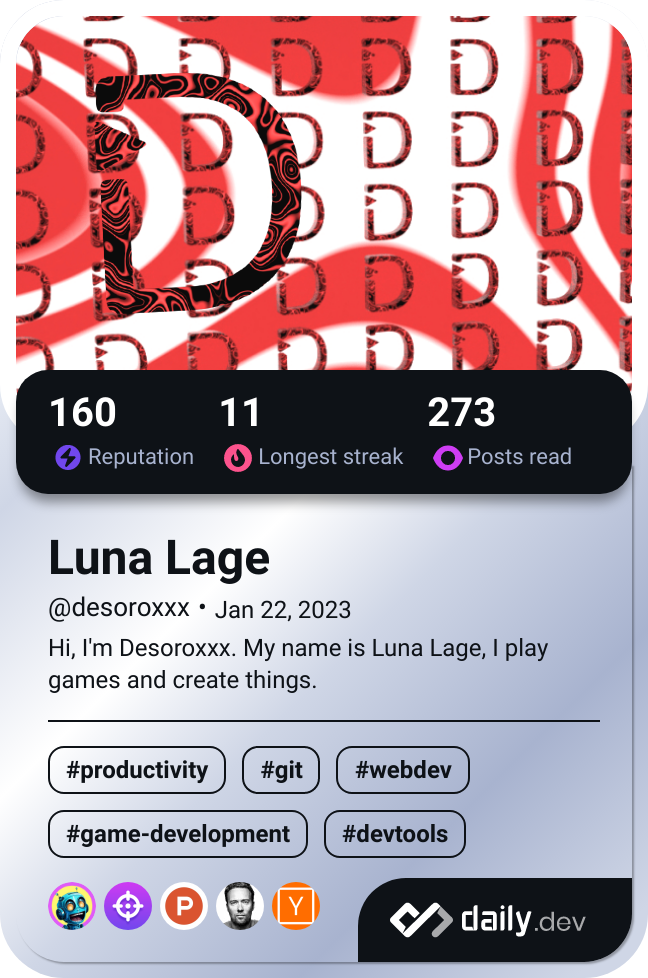 D
160 11 273
Reputation Longest streak Posts read
Luna Lage
@desoroxxx • Jan 22, 2023
Hi, I'm Desoroxxx. My name is Luna Lage, I play
games and create things.
#productivity #git #webdev
#game-development #devtools
P Y
daily.dev